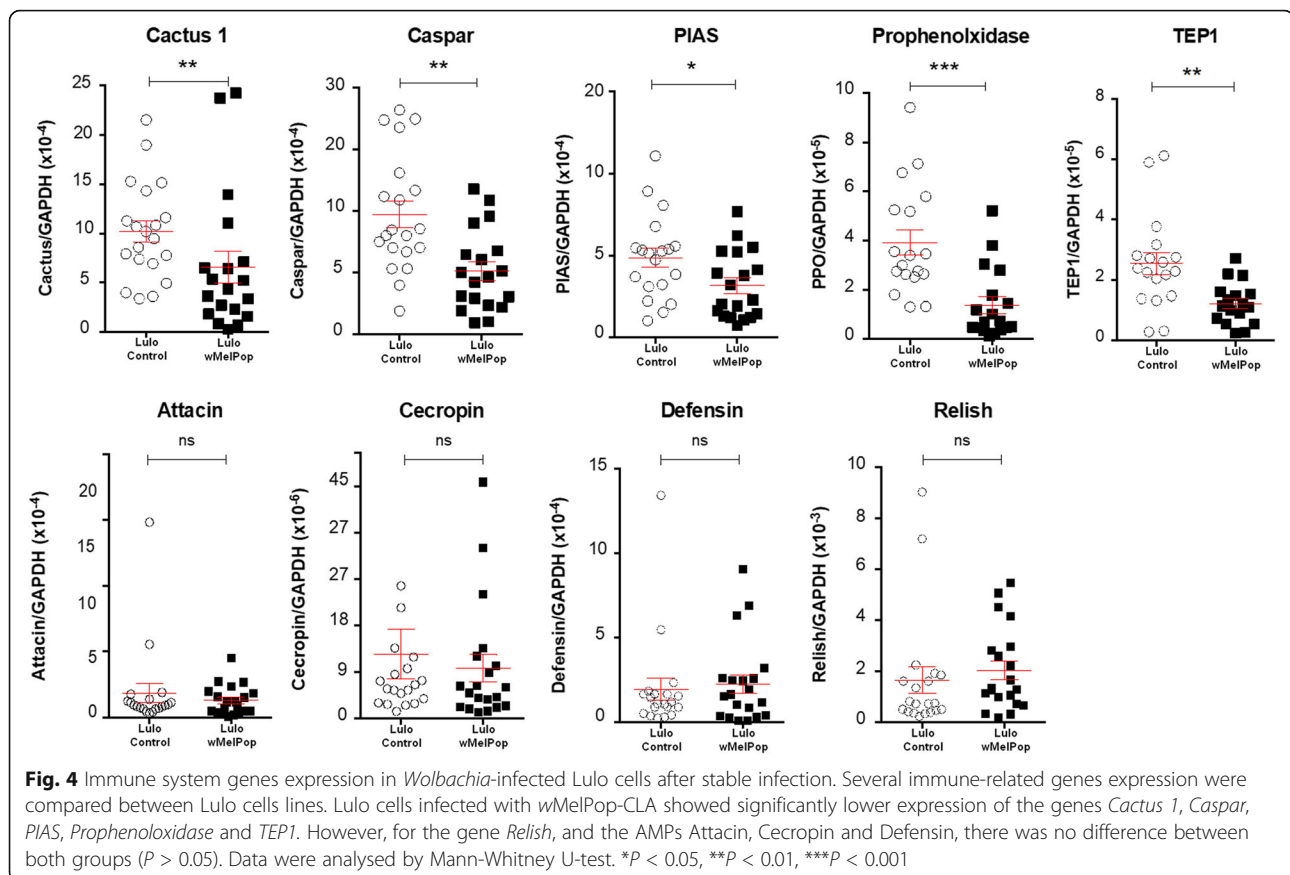 Cactus 1
**
Cactus/GAPDH (x10-4)
25
20
15
10
5
0
Lulo Lulo
Control wMelPop
Caspar
**
Caspar/GAPDH (x10-4)
30
20
10
5
0
Lulo Lulo
Control wMelPop
PIAS
*
PIAS/GAPDH (x10-4)
20
10
5
0
Lulo Lulo
Control wMelPop
Prophenolxidase
***
PPO/GAPDH (x10-5)
10
8
6
4
2
0
Lulo Lulo
Control wMelPop
TEP1
**
TEP1/GAPDH (x10-5)
8
6
4
2
0
Lulo Lulo
Control wMelPop
Attacin
ns
Attacin/GAPDH (x10-4)
20
15
10
5
0
Lulo Lulo
Control wMelPop
Cecropin
ns
Cecropin/GAPDH (x10-6)
45
27
27
18
9
0
Lulo Lulo
Control wMelPop
Defensin
ns
Defensin/GAPDH (x10-4)
15
10
5
0
Lulo Lulo
Control wMelPop
Relish
ns
Relish/GAPDH (x10-3)
10
8
6
4
2
0
Lulo Lulo
Control wMelPop
Fig. 4 Immune system genes expression in Wolbachia-infected Lulo cells after stable infection. Several immune-related genes expression were
compared between Lulo cells lines. Lulo cells infected with wMelPop-CLA showed significantly lower expression of the genes Cactus 1, Caspar,
PIAS, Prophenoloxidase and TEP1. However, for the gene Relish, and the AMPs Attacin, Cecropin and Defensin, there was no difference between
both groups (P > 0.05). Data were analysed by Mann-Whitney U-test. *P < 0.05, **P < 0.01, ***P < 0.001